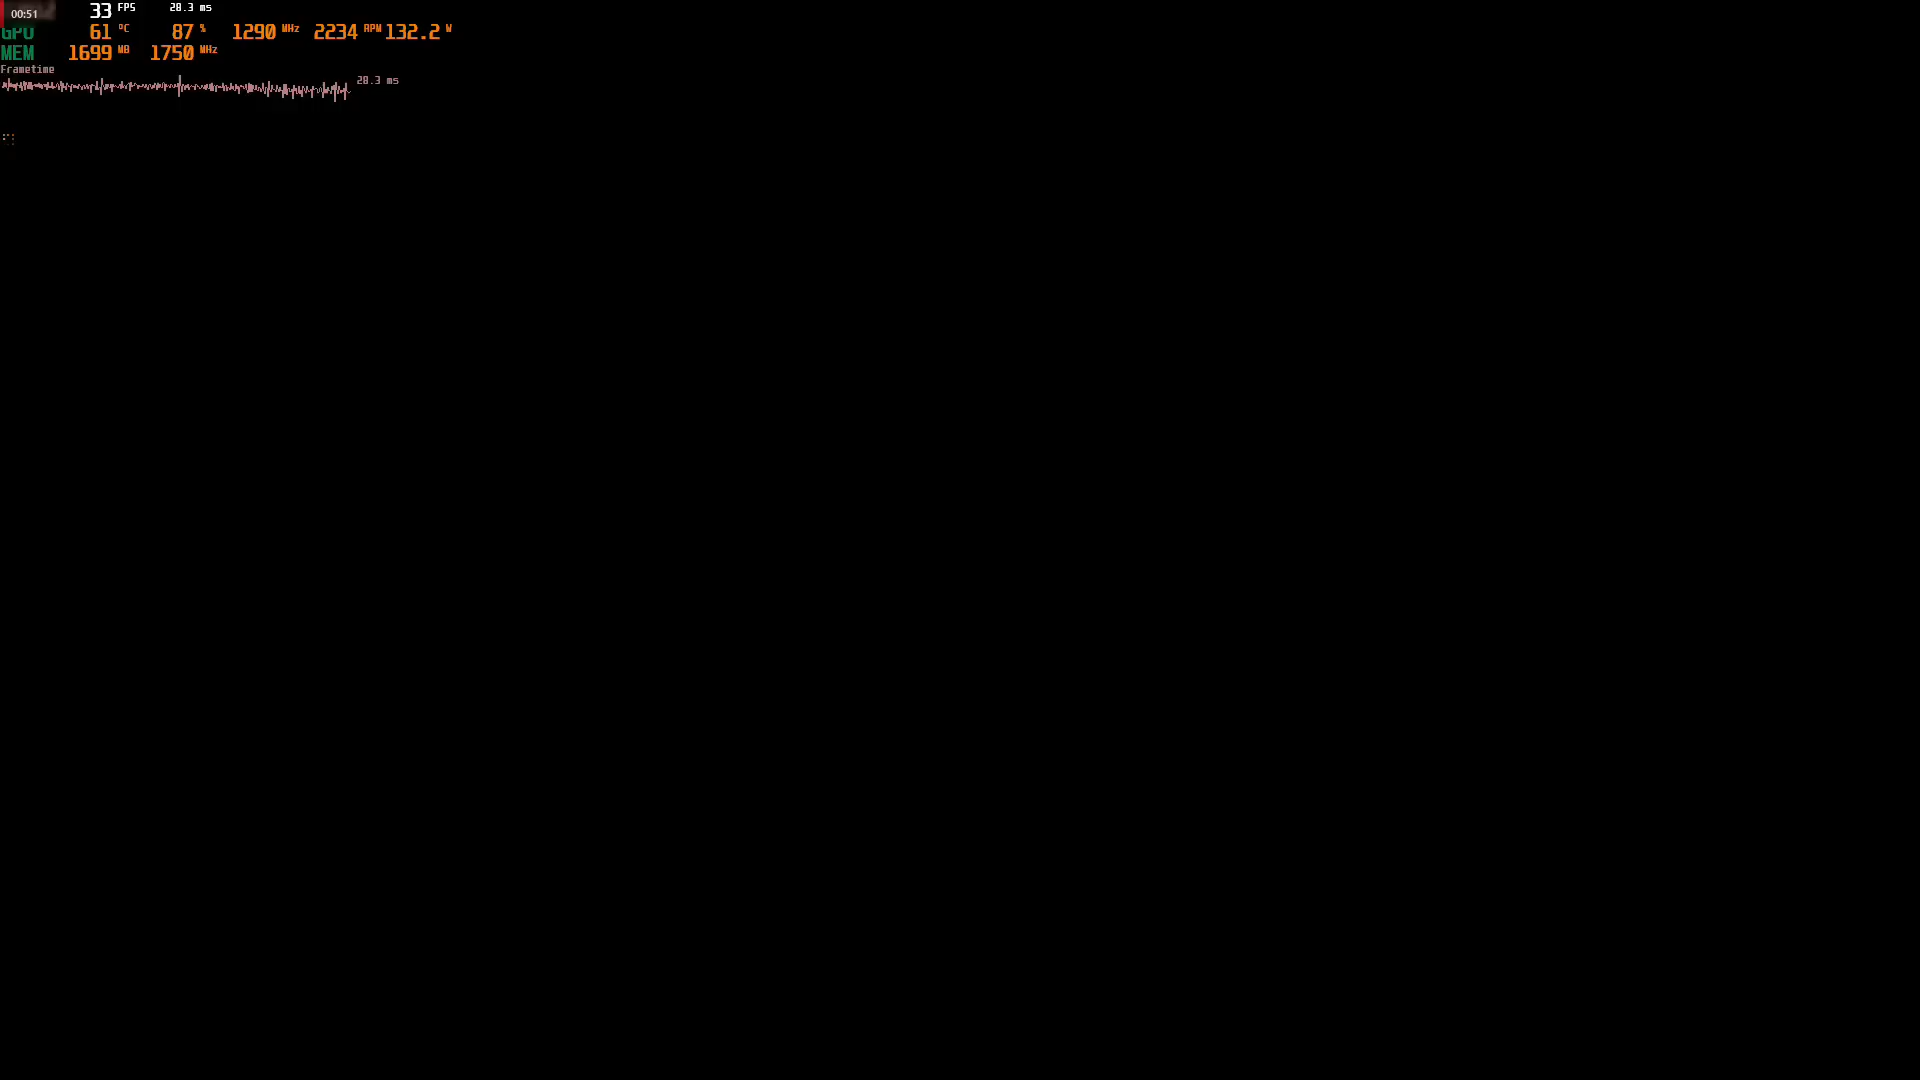 00:51 33 FPS 28.3 ms
GPU 61 °C 87 % 1290 MHz 2234 RPM 132.2 W
MEM 1699 MB 1750 MHz
Frametime
28.3 ms